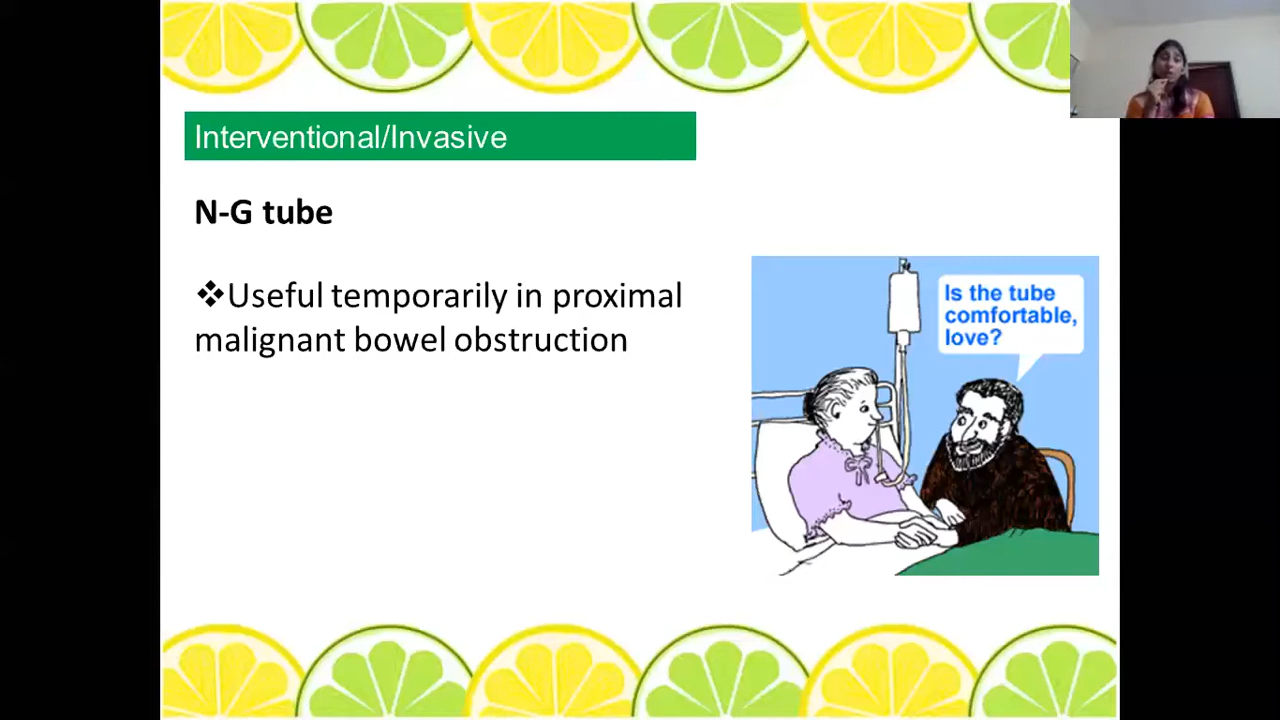 Interventional/Invasive
N-G tube
❖Useful temporarily in proximal
malignant bowel obstruction
Is the tube
comfortable,
love?